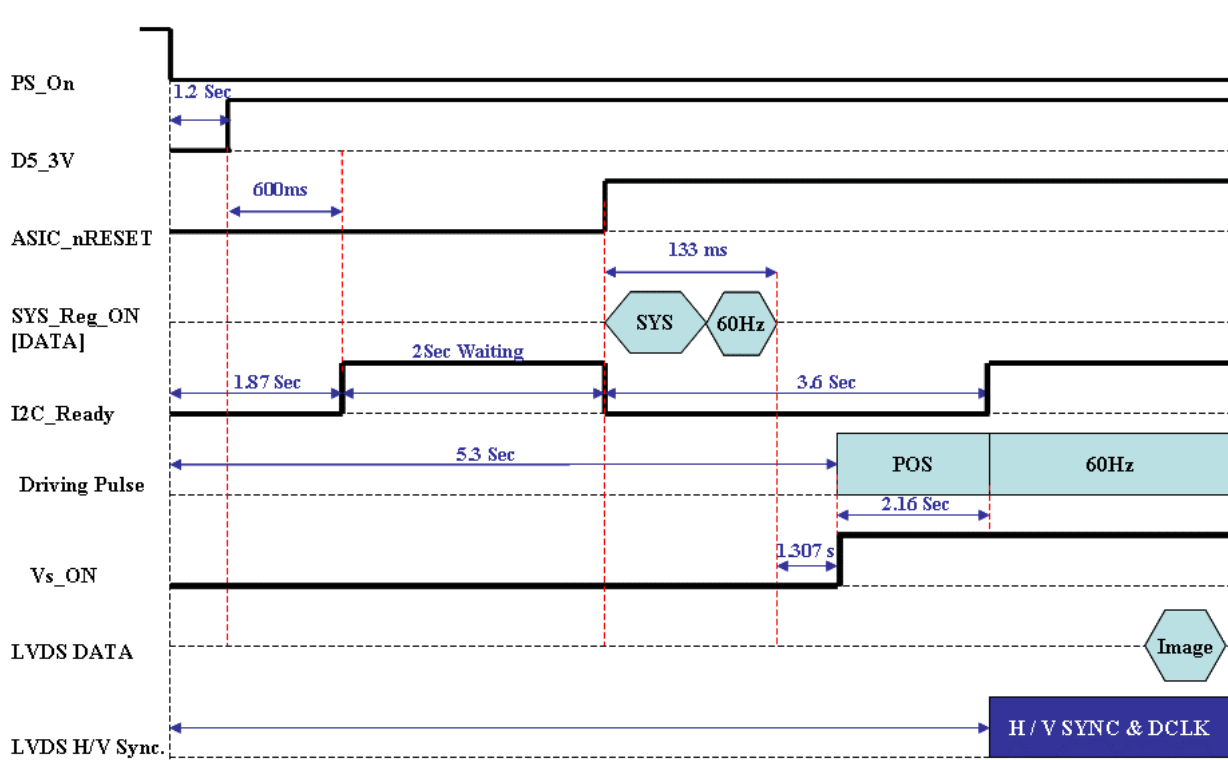 PS_On
1.2 Sec
D5_3V
600ms
ASIC_nRESET
133 ms
SYS_Reg_ON
[DATA]
SYS
60Hz
2Sec Waiting
1.87 Sec
3.6 Sec
I2C_Ready
5.3 Sec
POS
60Hz
Driving Pulse
2.16 Sec
1.307 s
Vs_ON
LVDS DATA
Image
H / V SYNC & DCLK
LVDS H/V Sync.